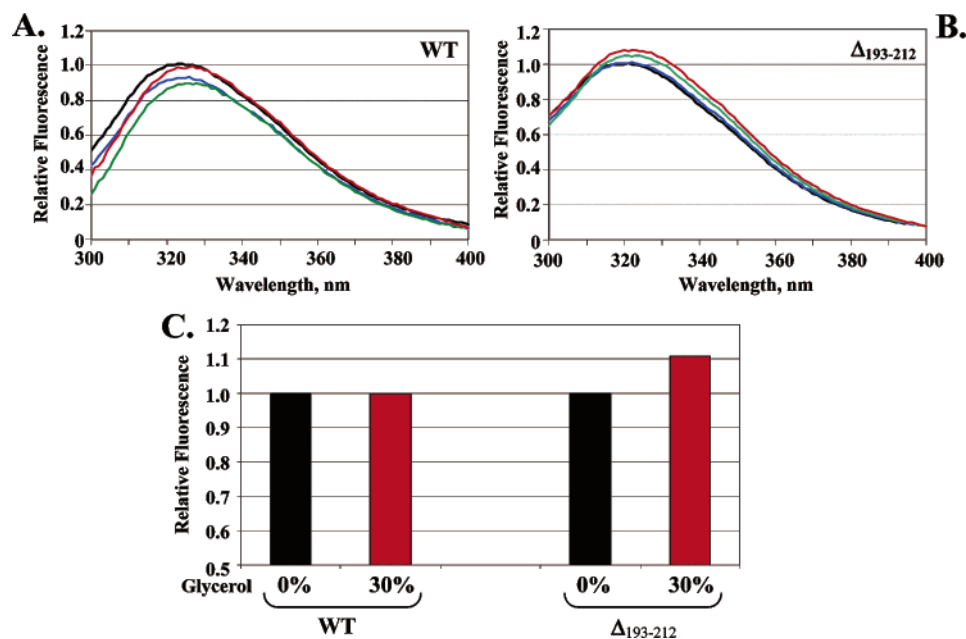 A.
B.
Relative Fluorescence
1.2
1.0
0.8
0.6
0.4
0.2
0
WT
300 320 340 360 380 400
Wavelength, nm
Relative Fluorescence
1.2
1.0
0.8
0.6
0.4
0.2
0
Δ193-212
300 320 340 360 380 400
Wavelength, nm
C.
Relative Fluorescence
1.2
1.1
1.0
0.9
0.8
0.7
0.6
0.5
Glycerol 0% 30% 0% 30%
WT Δ193-212